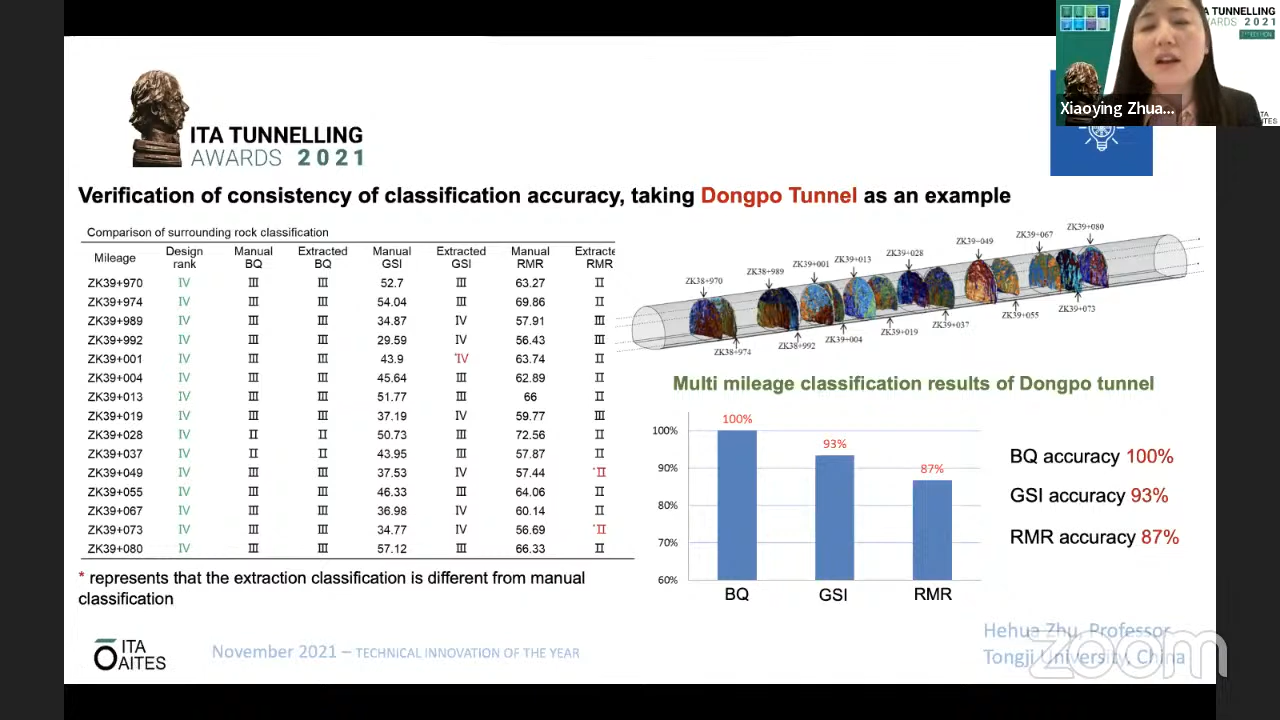 Xiaoying Zhua...
TUNNELLING
2021
ITA TUNNELLING
AWARDS 2021
Verification of consistency of classification accuracy, taking Dongpo Tunnel as an example
Comparison of surrounding rock classification
Mileage Design rank Manual BQ Extracted BQ Manual GSI Extracted GSI Manual RMR Extracte RMR
ZK39+970 IV III III 52.7 III 63.27 II
ZK39+974 IV III III 54.04 III 69.86 II
ZK39+989 IV III III 34.87 IV 57.91 III
ZK39+992 IV III III 29.59 IV 56.43 III
ZK39+001 IV III III 43.9 *IV 63.74 II
ZK39+004 IV III III 45.64 III 62.89 II
ZK39+013 IV III III 51.77 III 66 II
ZK39+019 IV III III 37.19 IV 59.77 III
ZK39+028 IV II II 50.73 III 72.56 II
ZK39+037 IV II II 43.95 III 57.87 II
ZK39+049 IV III III 37.53 IV 57.44 *II
ZK39+055 IV III III 46.33 III 64.06 II
ZK39+067 IV III III 36.98 IV 60.14 II
ZK39+073 IV III III 34.77 IV 56.69 *II
ZK39+080 IV III III 57.12 III 66.33 II
* represents that the extraction classification is different from manual
classification
ZK38+970 ZK38+989 ZK39+001 ZK39+013 ZK39+028 ZK39+049 ZK39+067 ZK39+080
ZK38+974 ZK38+992 ZK39+004 ZK39+019 ZK39+037 ZK39+055 ZK39+073
Multi mileage classification results of Dongpo tunnel
100%
90%
80%
70%
60%
100% 93% 87%
BQ GSI RMR
BQ accuracy 100%
GSI accuracy 93%
RMR accuracy 87%
ITA
AITES
November 2021 – TECHNICAL INNOVATION OF THE YEAR
Hehua Zhu, Professor
Tongji University, China
zoom